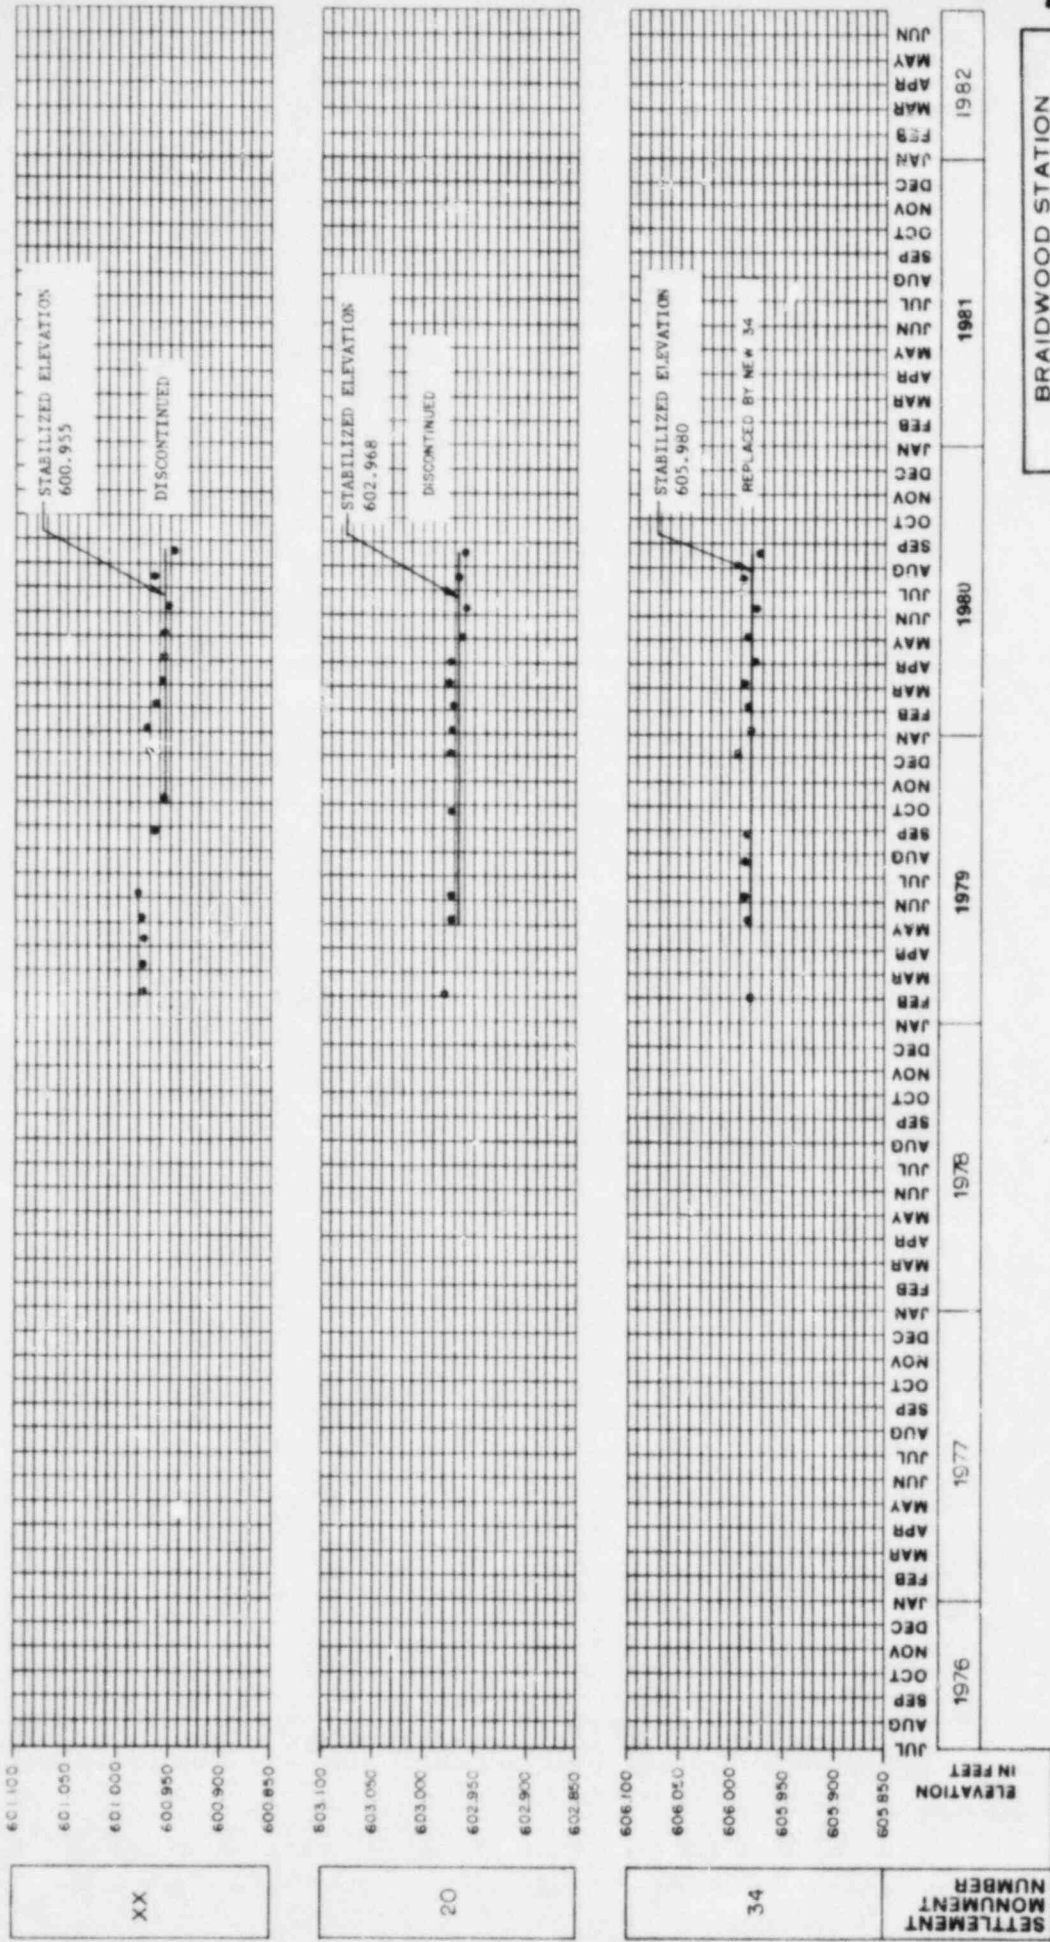 STABILIZED ELEVATION
600.955
DISCONTINUED
601.100
601.050
601.000
600.950
600.900
600.850
XX
STABILIZED ELEVATION
602.968
DISCONTINUED
603.100
603.050
603.000
602.950
602.900
602.850
20
STABILIZED ELEVATION
605.980
REPLACED BY NEW 34
606.100
606.050
606.000
605.950
605.900
605.850
34
SETTLEMENT
MONUMENT
NUMBER
ELEVATION
IN FEET
JUL
AUG
SEP
OCT
NOV
DEC
JAN
FEB
MAR
APR
MAY
JUN
JUL
AUG
SEP
OCT
NOV
DEC
JAN
FEB
MAR
APR
MAY
JUN
JUL
AUG
SEP
OCT
NOV
DEC
JAN
FEB
MAR
APR
MAY
JUN
JUL
AUG
SEP
OCT
NOV
DEC
JAN
FEB
MAR
APR
MAY
JUN
JUL
AUG
SEP
OCT
NOV
DEC
JAN
FEB
MAR
APR
MAY
JUN
JUL
AUG
SEP
OCT
NOV
DEC
JAN
FEB
MAR
APR
MAY
JUN
1976
1977
1978
1979
1980
1981
1982
BRAIDWOOD STATION